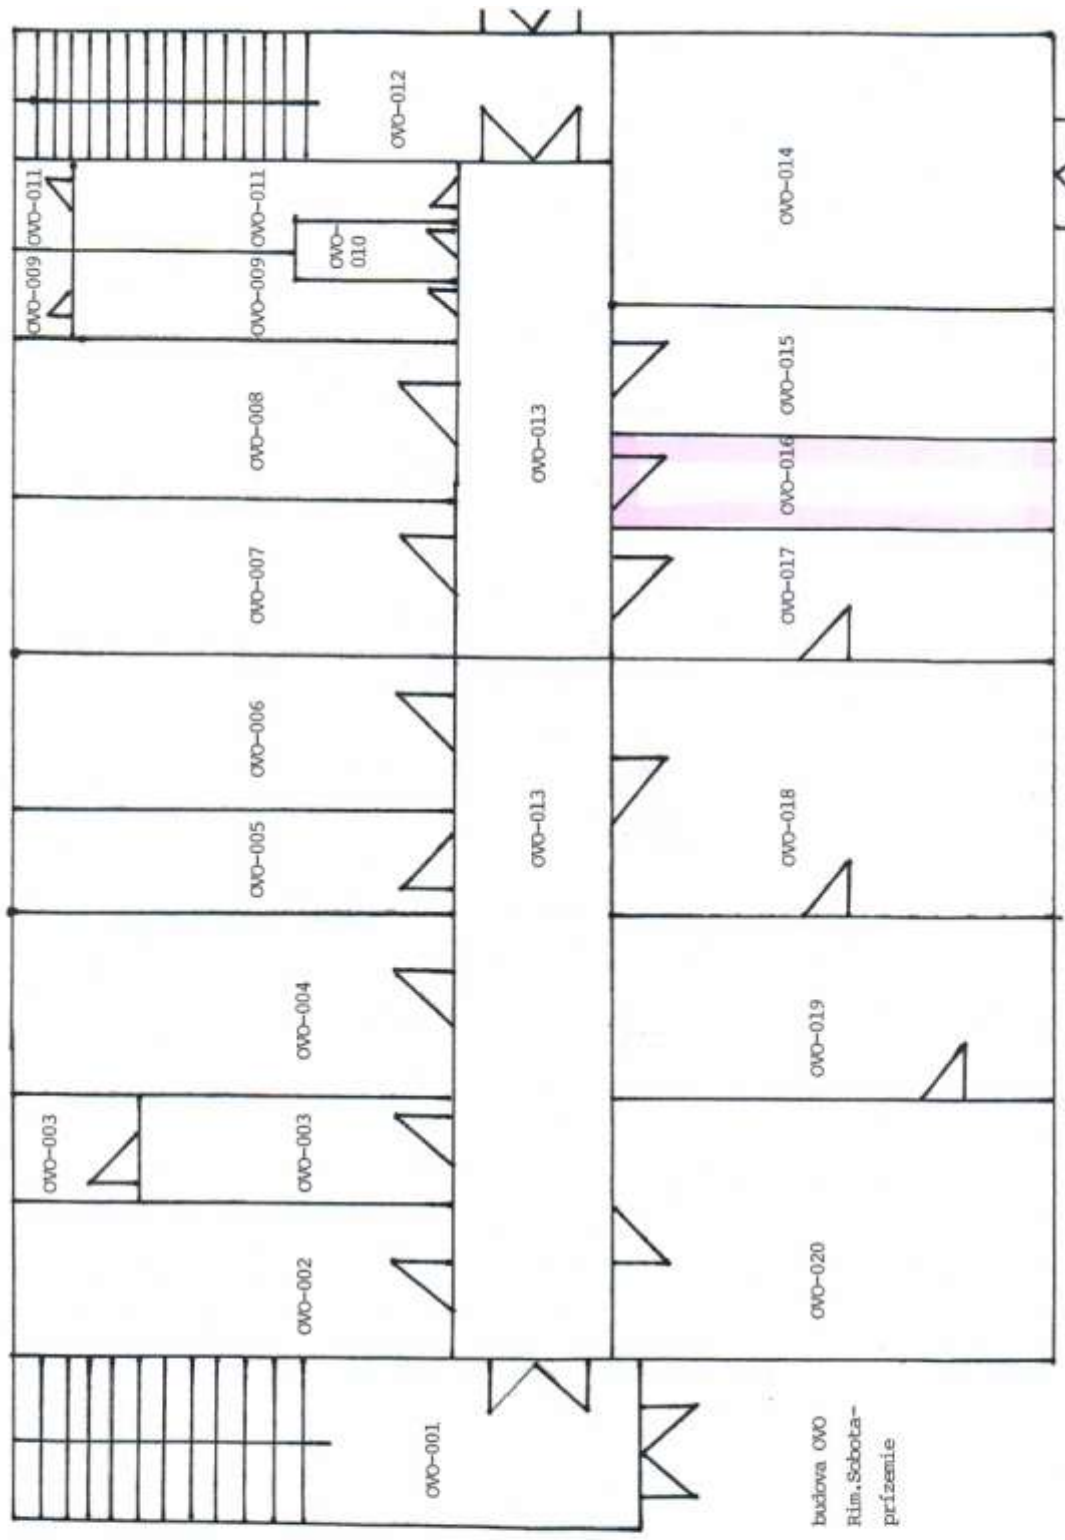 OVO-001
OVO-002
OVO-003
OVO-003
OVO-004
OVO-005
OVO-006
OVO-007
OVO-008
OVO-009
OVO-011
OVO-009
OVO-011
OVO-
010
OVO-012
OVO-013
OVO-013
OVO-020
OVO-019
OVO-018
OVO-017
OVO-016
OVO-015
OVO-014
budova OVO
Rim.Sobota-
prízemie